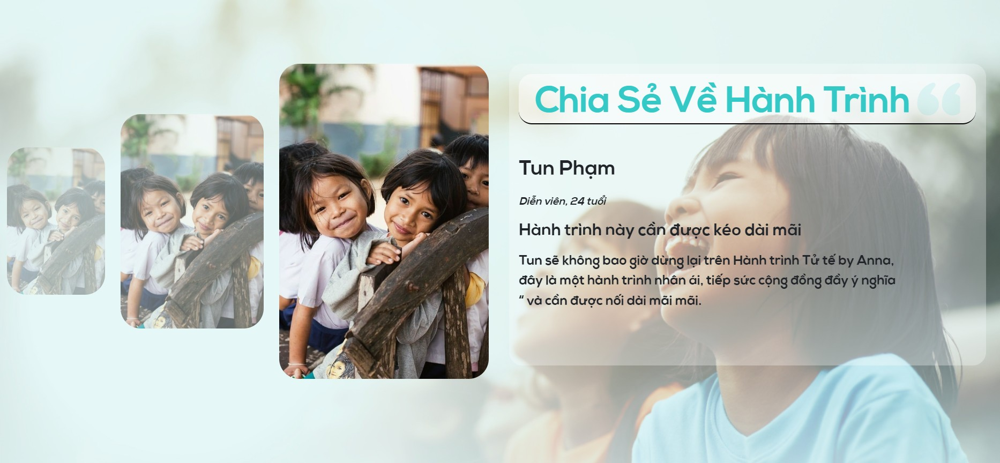 Chia Sẻ Về Hành Trình “
Tun Phạm
Diễn viên, 24 tuổi
Hành trình này cần được kéo dài mãi
Tun sẽ không bao giờ dừng lại trên Hành trình Tử tế by Anna,
đây là một hành trình nhân ái, tiếp sức cộng đồng đầy ý nghĩa
“ và cần được nối dài mãi mãi.